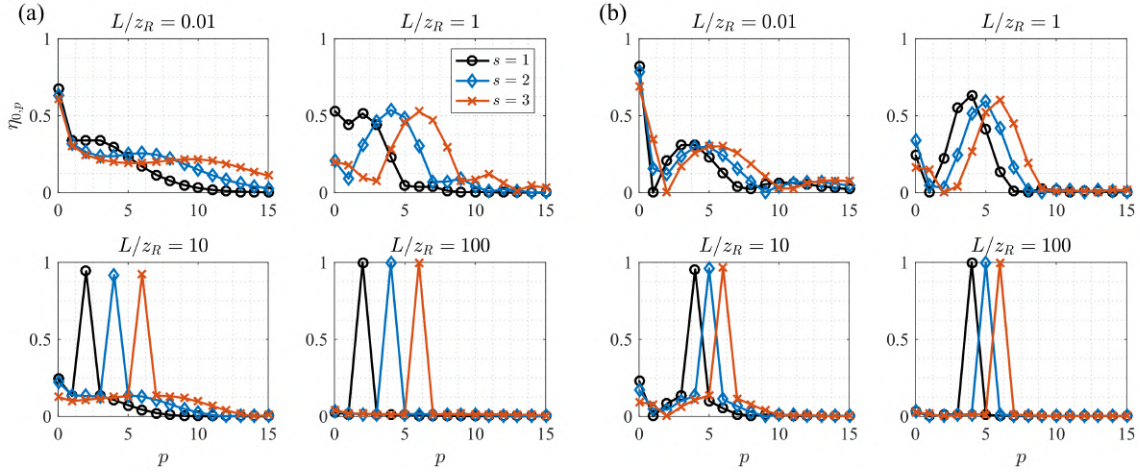 (a)
L/z_R = 0.01
L/z_R = 1
1
0.5
0
η_{0,p}
0 5 10 15
1
0.5
0
0 5 10 15
s = 1
s = 2
s = 3
L/z_R = 10
L/z_R = 100
1
0.5
0
0 5 10 15
p
1
0.5
0
0 5 10 15
p
(b)
L/z_R = 0.01
L/z_R = 1
1
0.5
0
0 5 10 15
1
0.5
0
0 5 10 15
L/z_R = 10
L/z_R = 100
1
0.5
0
0 5 10 15
p
1
0.5
0
0 5 10 15
p